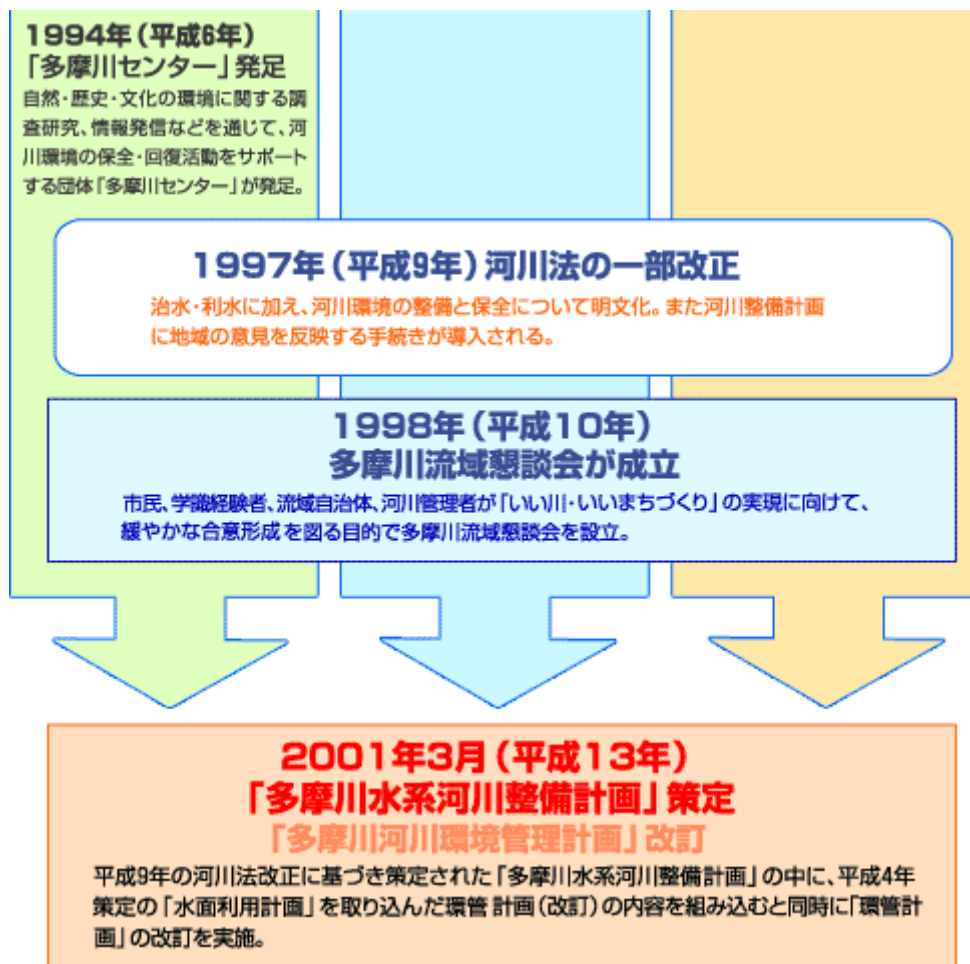 1994年(平成6年)
「多摩川センター」発足
自然・歴史・文化の環境に関する調
査研究、情報発信などを通じて、河
川環境の保全・回復活動をサポート
する団体「多摩川センター」が発足。
1997年(平成9年)河川法の一部改正
治水・利水に加え、河川環境の整備と保全について明文化。また河川整備計画
に地域の意見を反映する手続きが導入される。
1998年(平成10年)
多摩川流域懇談会が成立
市民、学識経験者、流域自治体、河川管理者が「いい川・いいまちづくり」の実現に向けて、
緩やかな合意形成を図る目的で多摩川流域懇談会を設立。
2001年3月(平成13年)
「多摩川水系河川整備計画」策定
「多摩川河川環境管理計画」改訂
平成9年の河川法改正に基づき策定された「多摩川水系河川整備計画」の中に、平成4年
策定の「水面利用計画」を取り込んだ環管計画(改訂)の内容を組み込むと同時に「環管計
画」の改訂を実施。